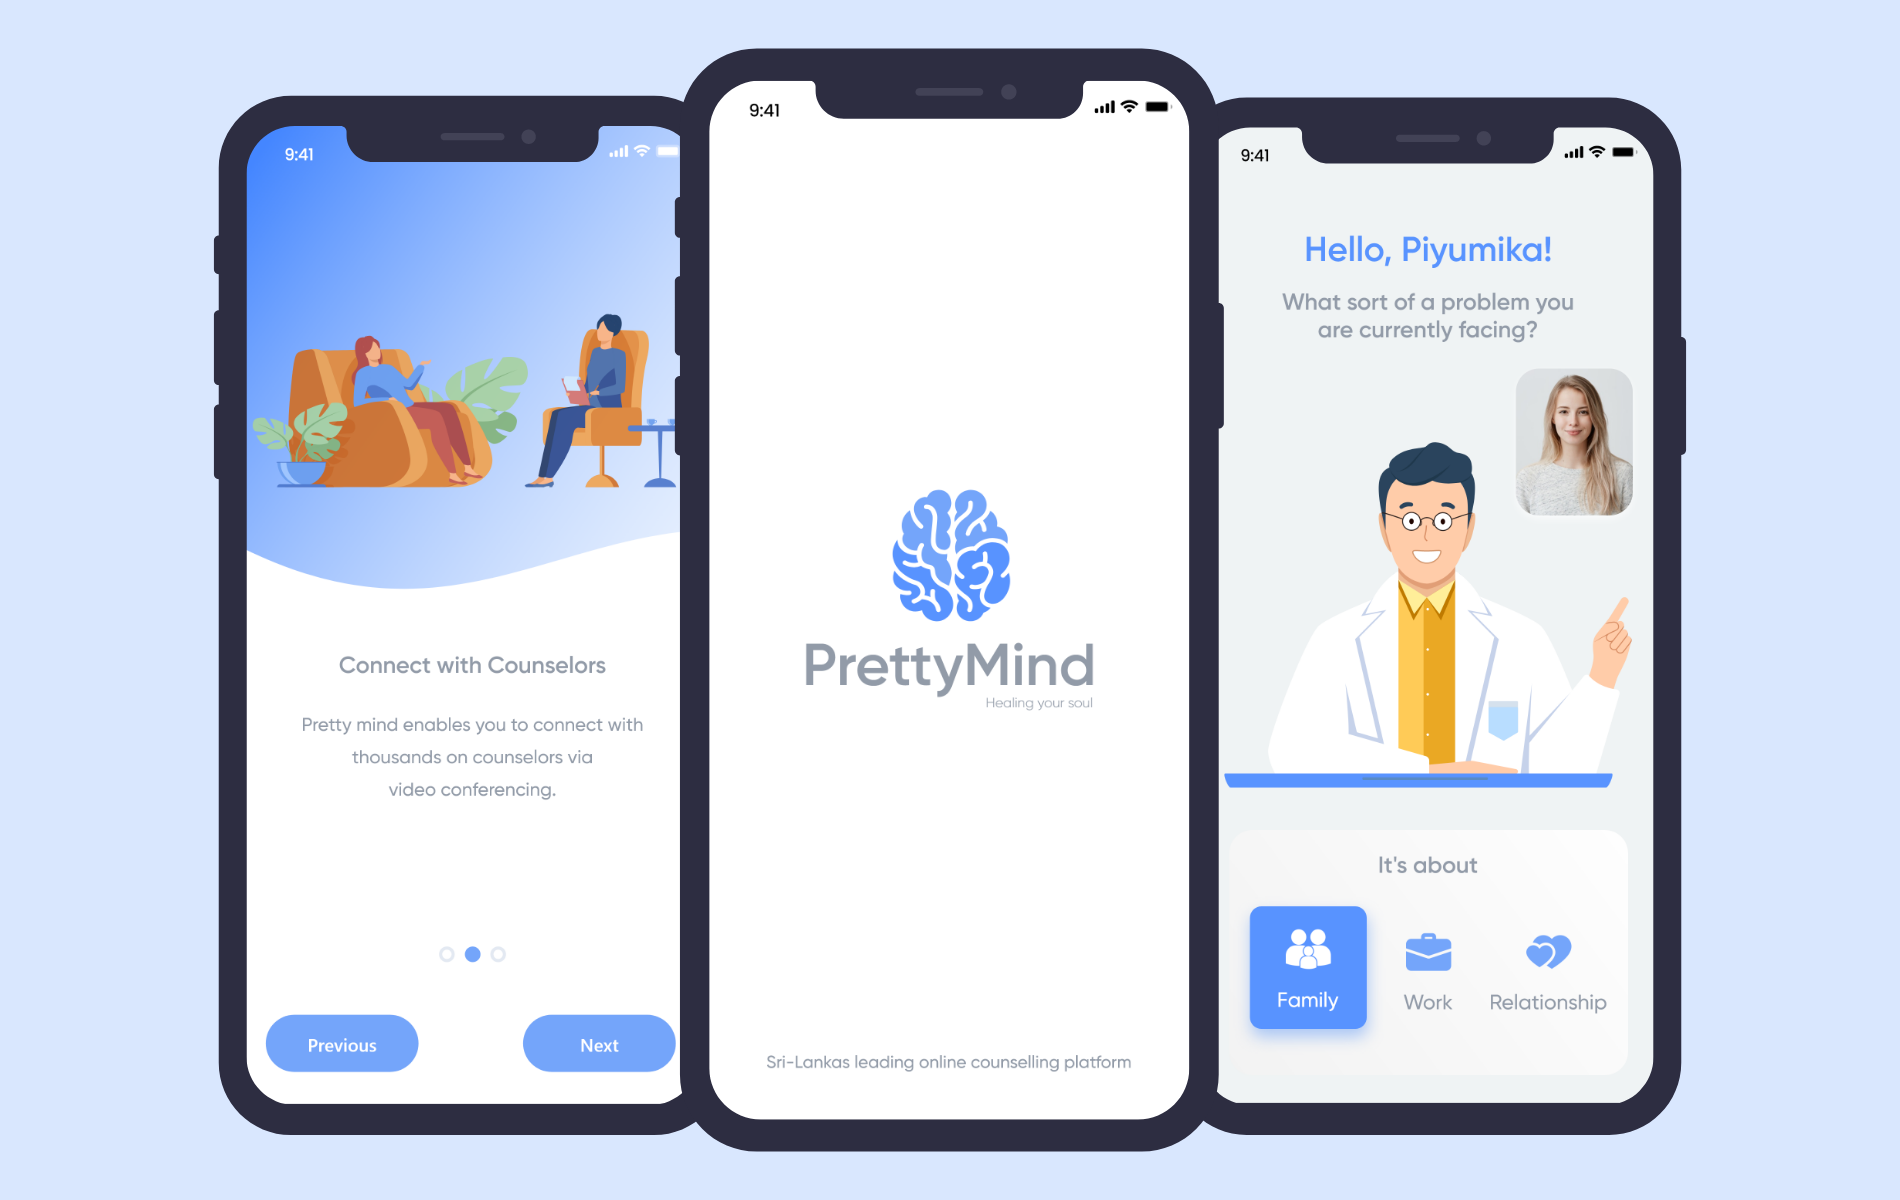 9:41
Connect with Counselors
Pretty mind enables you to connect with
thousands on counselors via
video conferencing.
Previous
Next
9:41
PrettyMind
Healing your soul
Sri-Lankas leading online counselling platform
9:41
Hello, Piyumika!
What sort of a problem you
are currently facing?
It's about
Family
Work
Relationship